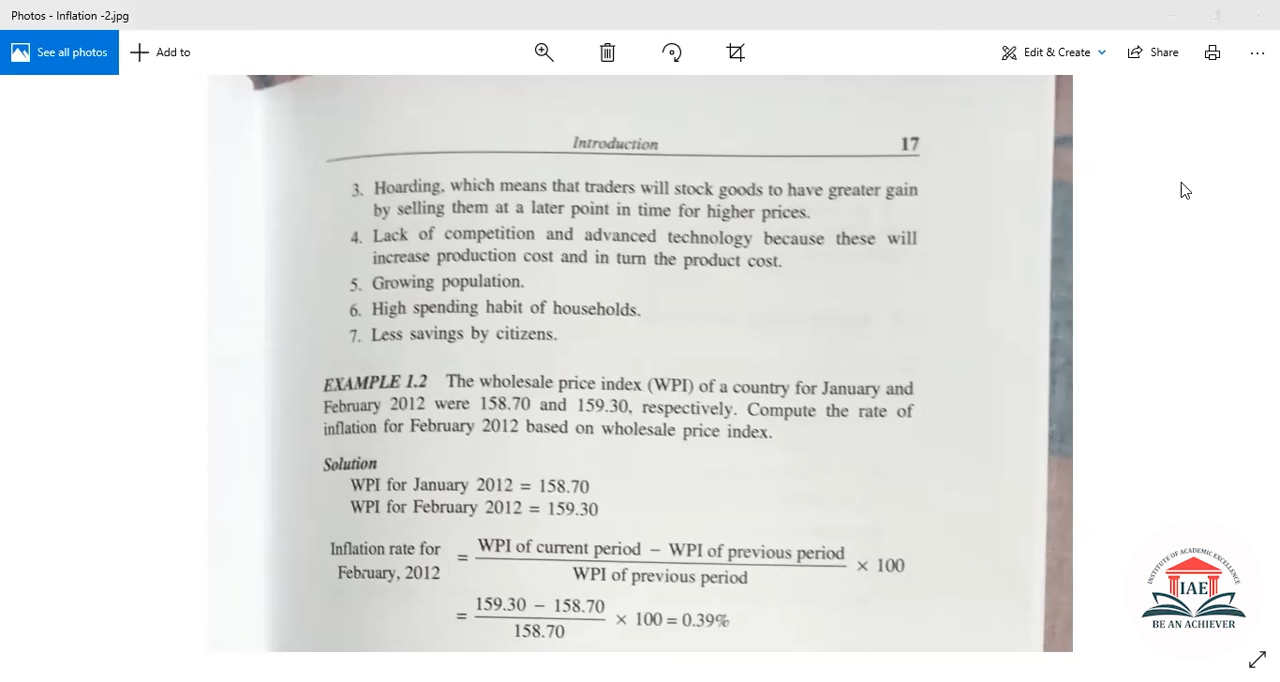 Photos - Inflation -2.jpg
See all photos
Add to
Edit & Create
Share
Introduction 17
3. Hoarding, which means that traders will stock goods to have greater gain
by selling them at a later point in time for higher prices.
4. Lack of competition and advanced technology because these will
increase production cost and in turn the product cost.
5. Growing population.
6. High spending habit of households.
7. Less savings by citizens.
EXAMPLE 1.2 The wholesale price index (WPI) of a country for January and
February 2012 were 158.70 and 159.30, respectively. Compute the rate of
inflation for February 2012 based on wholesale price index.
Solution
WPI for January 2012 = 158.70
WPI for February 2012 = 159.30
Inflation rate for
February, 2012
= WPI of current period − WPI of previous period × 100
WPI of previous period
= 159.30 − 158.70 × 100 = 0.39%
158.70
INSTITUTE OF ACADEMIC EXCELLENCE
IAE
BE AN ACHIEVER